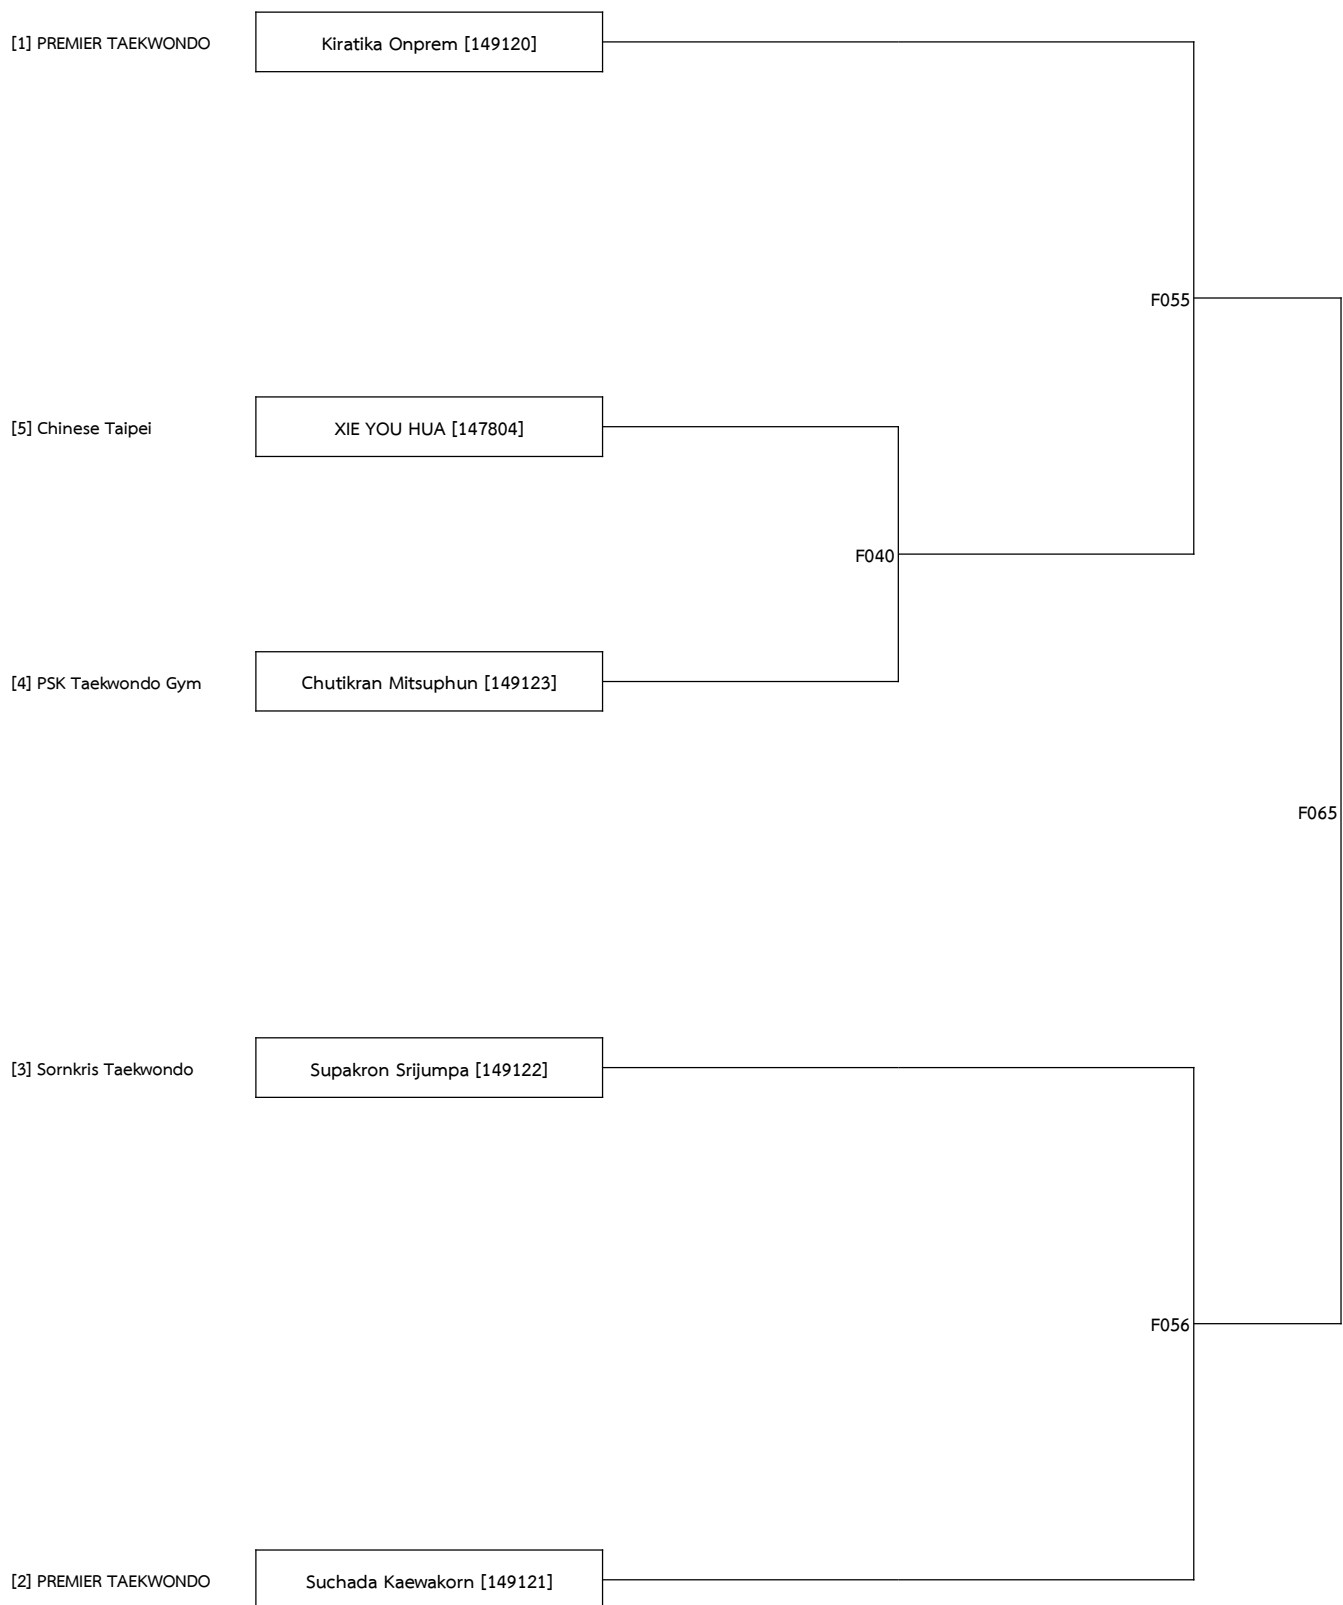 [1] PREMIER TAEKWONDO Kiratika Onprem [149120]
F055
[5] Chinese Taipei XIE YOU HUA [147804]
F040
[4] PSK Taekwondo Gym Chutikran Mitsuphun [149123]
F065
[3] Sornkris Taekwondo Supakron Srijumpa [149122]
F056
[2] PREMIER TAEKWONDO Suchada Kaewakorn [149121]